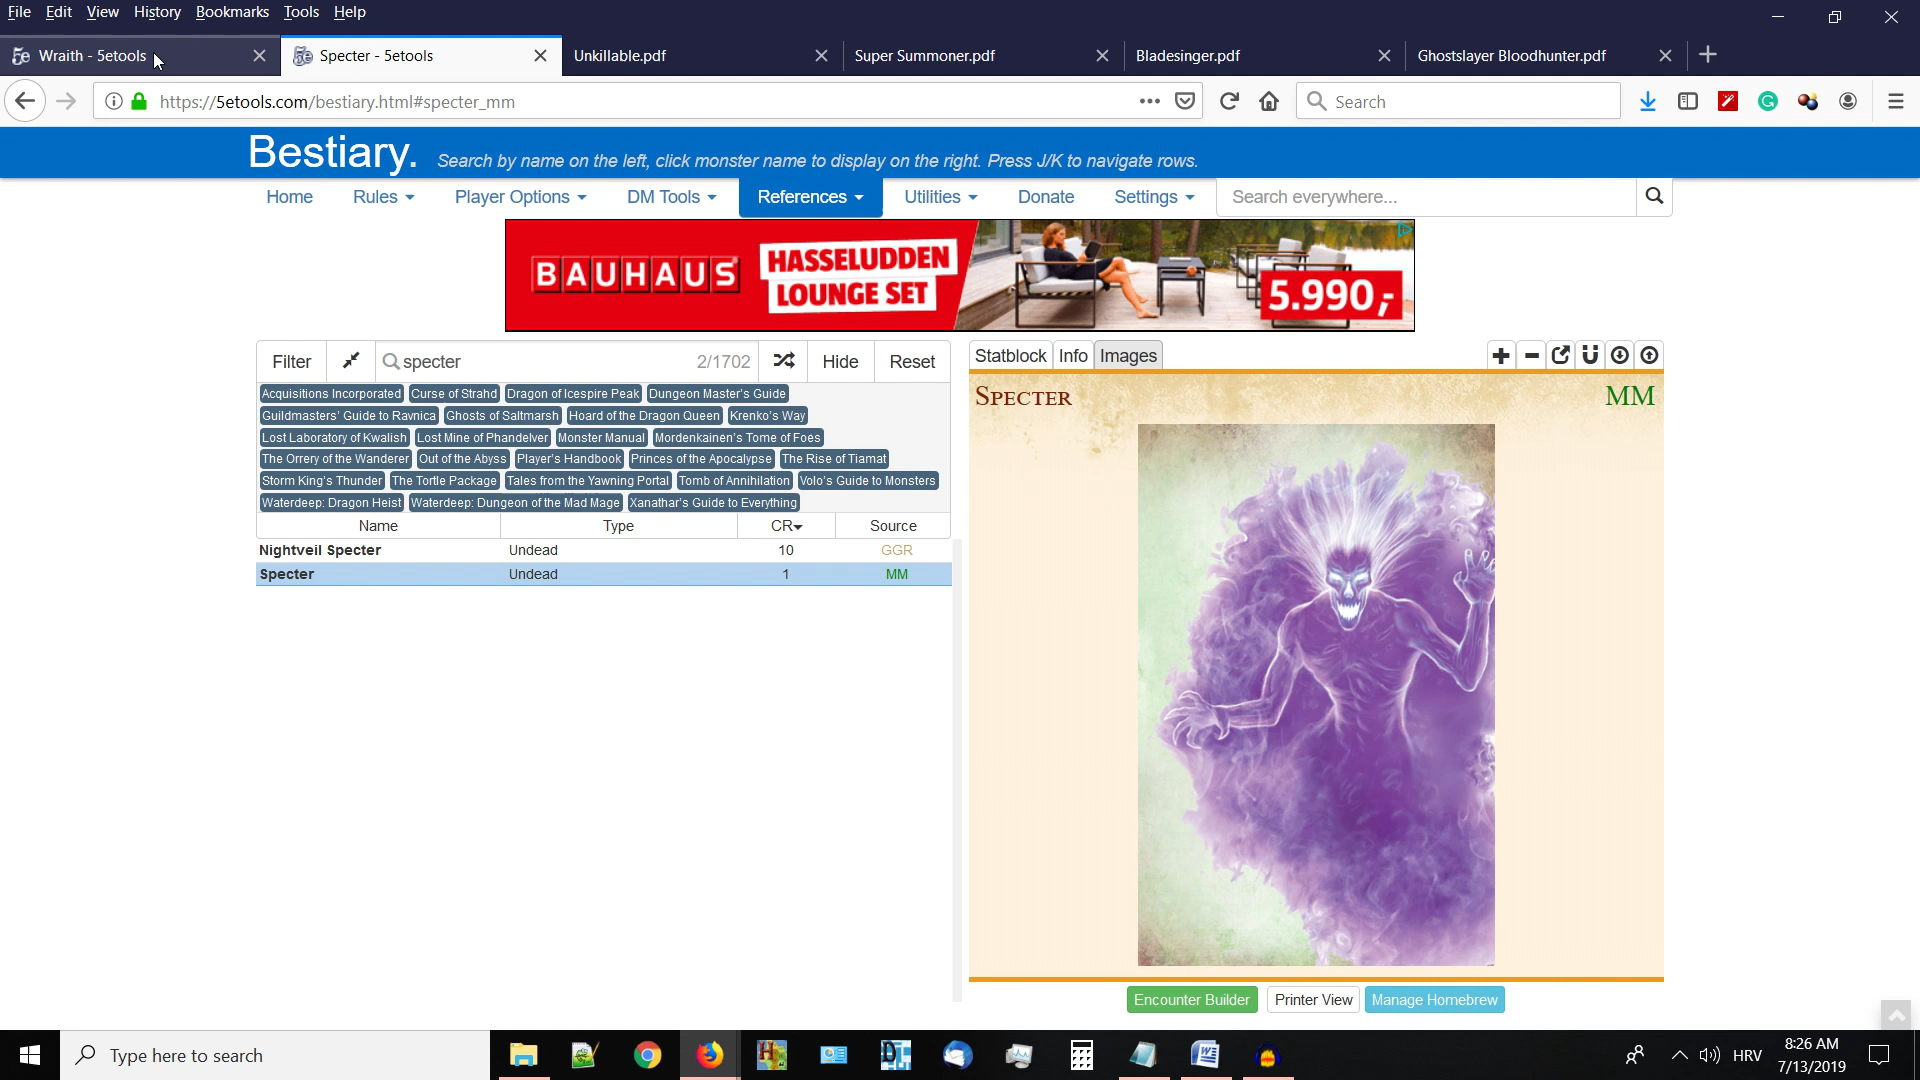 File Edit View History Bookmarks Tools Help
5e Wraith - 5etools
5e Specter - 5etools
Unkillable.pdf
Super Summoner.pdf
Bladesinger.pdf
Ghostslayer Bloodhunter.pdf
https://5etools.com/bestiary.html#specter_mm
Search
Bestiary. Search by name on the left, click monster name to display on the right. Press J/K to navigate rows.
Home Rules Player Options DM Tools References Utilities Donate Settings Search everywhere...
BAUHAUS
HASSELUDDEN
LOUNGE SET
5.990,-
Filter specter 2/1702 Hide Reset
Acquisitions Incorporated Curse of Strahd Dragon of Icespire Peak Dungeon Master's Guide
Guildmasters' Guide to Ravnica Ghosts of Saltmarsh Hoard of the Dragon Queen Krenko's Way
Lost Laboratory of Kwalish Lost Mine of Phandelver Monster Manual Mordenkainen's Tome of Foes
The Orrery of the Wanderer Out of the Abyss Player's Handbook Princes of the Apocalypse The Rise of Tiamat
Storm King's Thunder The Tortle Package Tales from the Yawning Portal Tomb of Annihilation Volo's Guide to Monsters
Waterdeep: Dragon Heist Waterdeep: Dungeon of the Mad Mage Xanathar's Guide to Everything
Name Type CR Source
Nightveil Specter Undead 10 GGR
Specter Undead 1 MM
Statblock Info Images
SPECTER MM
Encounter Builder Printer View Manage Homebrew
Type here to search
HRV
8:26 AM
7/13/2019